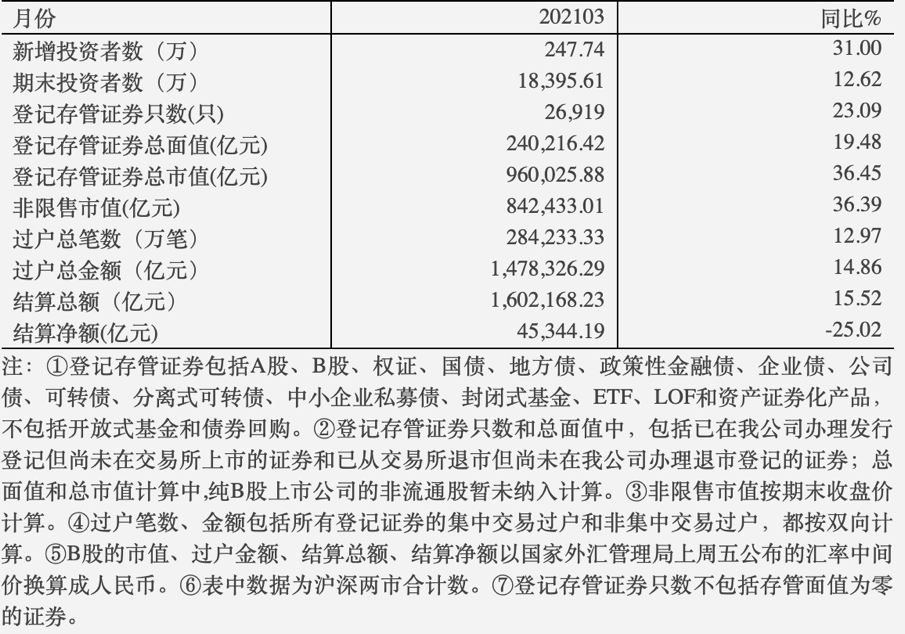 月份 202103 同比%
新增投资者数（万） 247.74 31.00
期末投资者数（万） 18,395.61 12.62
登记存管证券只数(只) 26,919 23.09
登记存管证券总面值(亿元) 240,216.42 19.48
登记存管证券总市值(亿元) 960,025.88 36.45
非限售市值(亿元) 842,433.01 36.39
过户总笔数（万笔） 284,233.33 12.97
过户总金额（亿元） 1,478,326.29 14.86
结算总额（亿元） 1,602,168.23 15.52
结算净额(亿元) 45,344.19 -25.02
注：①登记存管证券包括A股、B股、权证、国债、地方债、政策性金融债、企业债、公司
债、可转债、分离式可转债、中小企业私募债、封闭式基金、ETF、LOF和资产证券化产品，
不包括开放式基金和债券回购。②登记存管证券只数和总面值中，包括已在我公司办理发行
登记但尚未在交易所上市的证券和已从交易所退市但尚未在我公司办理退市登记的证券；总
面值和总市值计算中,纯B股上市公司的非流通股暂未纳入计算。③非限售市值按期末收盘价
计算。④过户笔数、金额包括所有登记证券的集中交易过户和非集中交易过户，都按双向计
算。⑤B股的市值、过户金额、结算总额、结算净额以国家外汇管理局上周五公布的汇率中间
价换算成人民币。⑥表中数据为沪深两市合计数。⑦登记存管证券只数不包括存管面值为零
的证券。